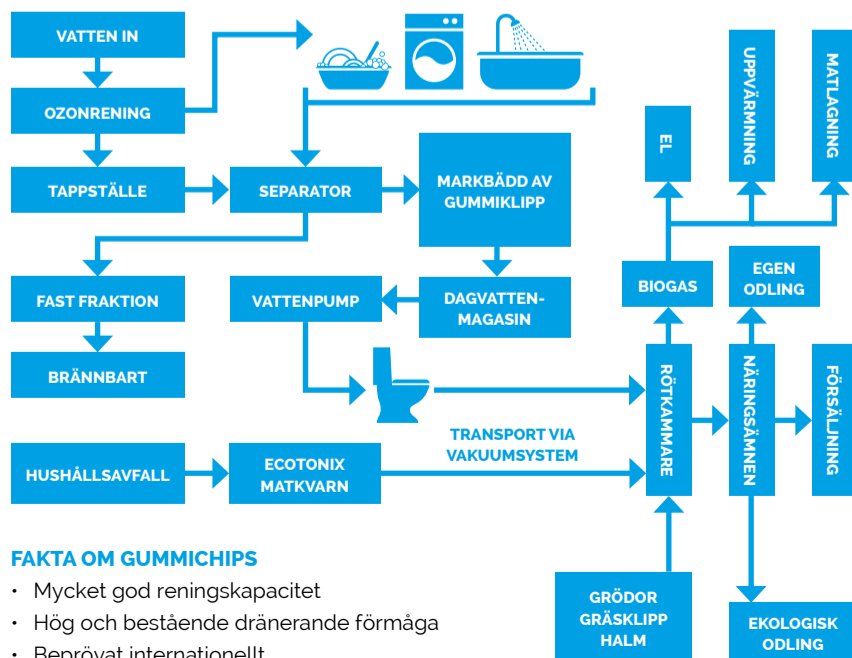 VATTEN IN
OZONRENING
TAPPSTÄLLE
SEPARATOR
MARKBÄDD AV
GUMMIKLIPP
EL
UPPVÄRMNING
MATLAGNING
FAST FRAKTION
VATTENPUMP
DAGVATTEN-
MAGASIN
BIOGAS
EGEN
ODLING
BRÄNNBART
RÖTKAMMARE
NÄRINGSÄMNEN
FÖRSÄLJNING
TRANSPORT VIA
VAKUUMSYSTEM
HUSHÅLLSAVFALL
ECOTONIX
MATKVARN
GRÖDOR
GRÄSKLIPP
HALM
EKOLOGISK
ODLING
FAKTA OM GUMMICHIPS
• Mycket god reningskapacitet
• Hög och bestående dränerande förmåga
• Beprövat internationellt